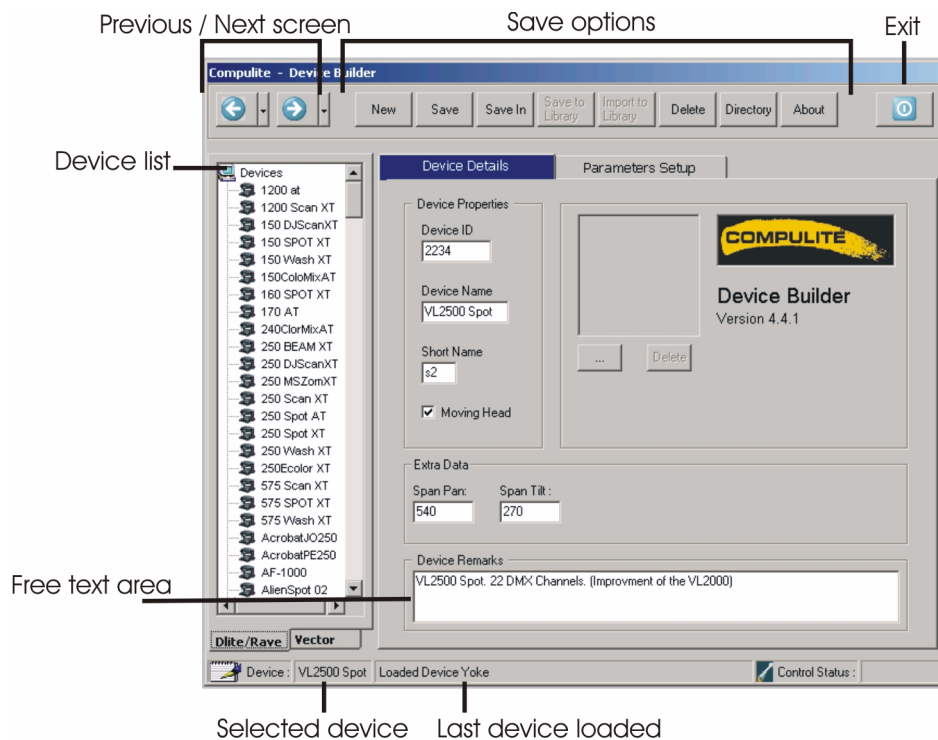 Previous / Next screen
Save options
Exit
Compulite - Device Builder
New
Save
Save In
Save to Library
Import to Library
Delete
Directory
About
Device list
Devices
1200 at
1200 Scan XT
150 DJScanXT
150 SPOT XT
150 Wash XT
150ColoMixAT
160 SPOT XT
170 AT
240ClorMixAT
250 BEAM XT
250 DJScanXT
250 MSZomXT
250 Scan XT
250 Spot AT
250 Spot XT
250 Wash XT
250Ecolor XT
575 Scan XT
575 SPOT XT
575 Wash XT
AcrobatJO250
AcrobatPE250
AF-1000
AlienSpot 02
Dlite/Rave
Vector
Device Details
Parameters Setup
Device Properties
Device ID
2234
Device Name
VL2500 Spot
Short Name
s2
Moving Head
...
Delete
COMPULITE
Device Builder
Version 4.4.1
Extra Data
Span Pan:
540
Span Tilt :
270
Device Remarks
VL2500 Spot. 22 DMX Channels. (Improvment of the VL2000)
Free text area
Device :
VL2500 Spot
Loaded Device Yoke
Control Status :
Selected device
Last device loaded